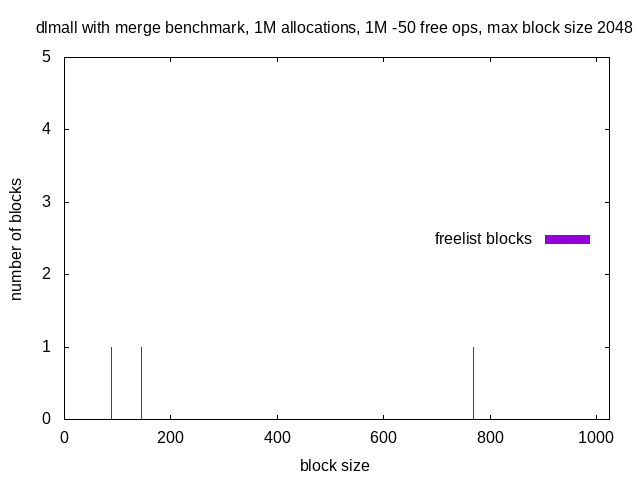 dlmall with merge benchmark, 1M allocations, 1M -50 free ops, max block size 2048
5
4
3
2
1
0
number of blocks
freelist blocks
0 200 400 600 800 1000
block size